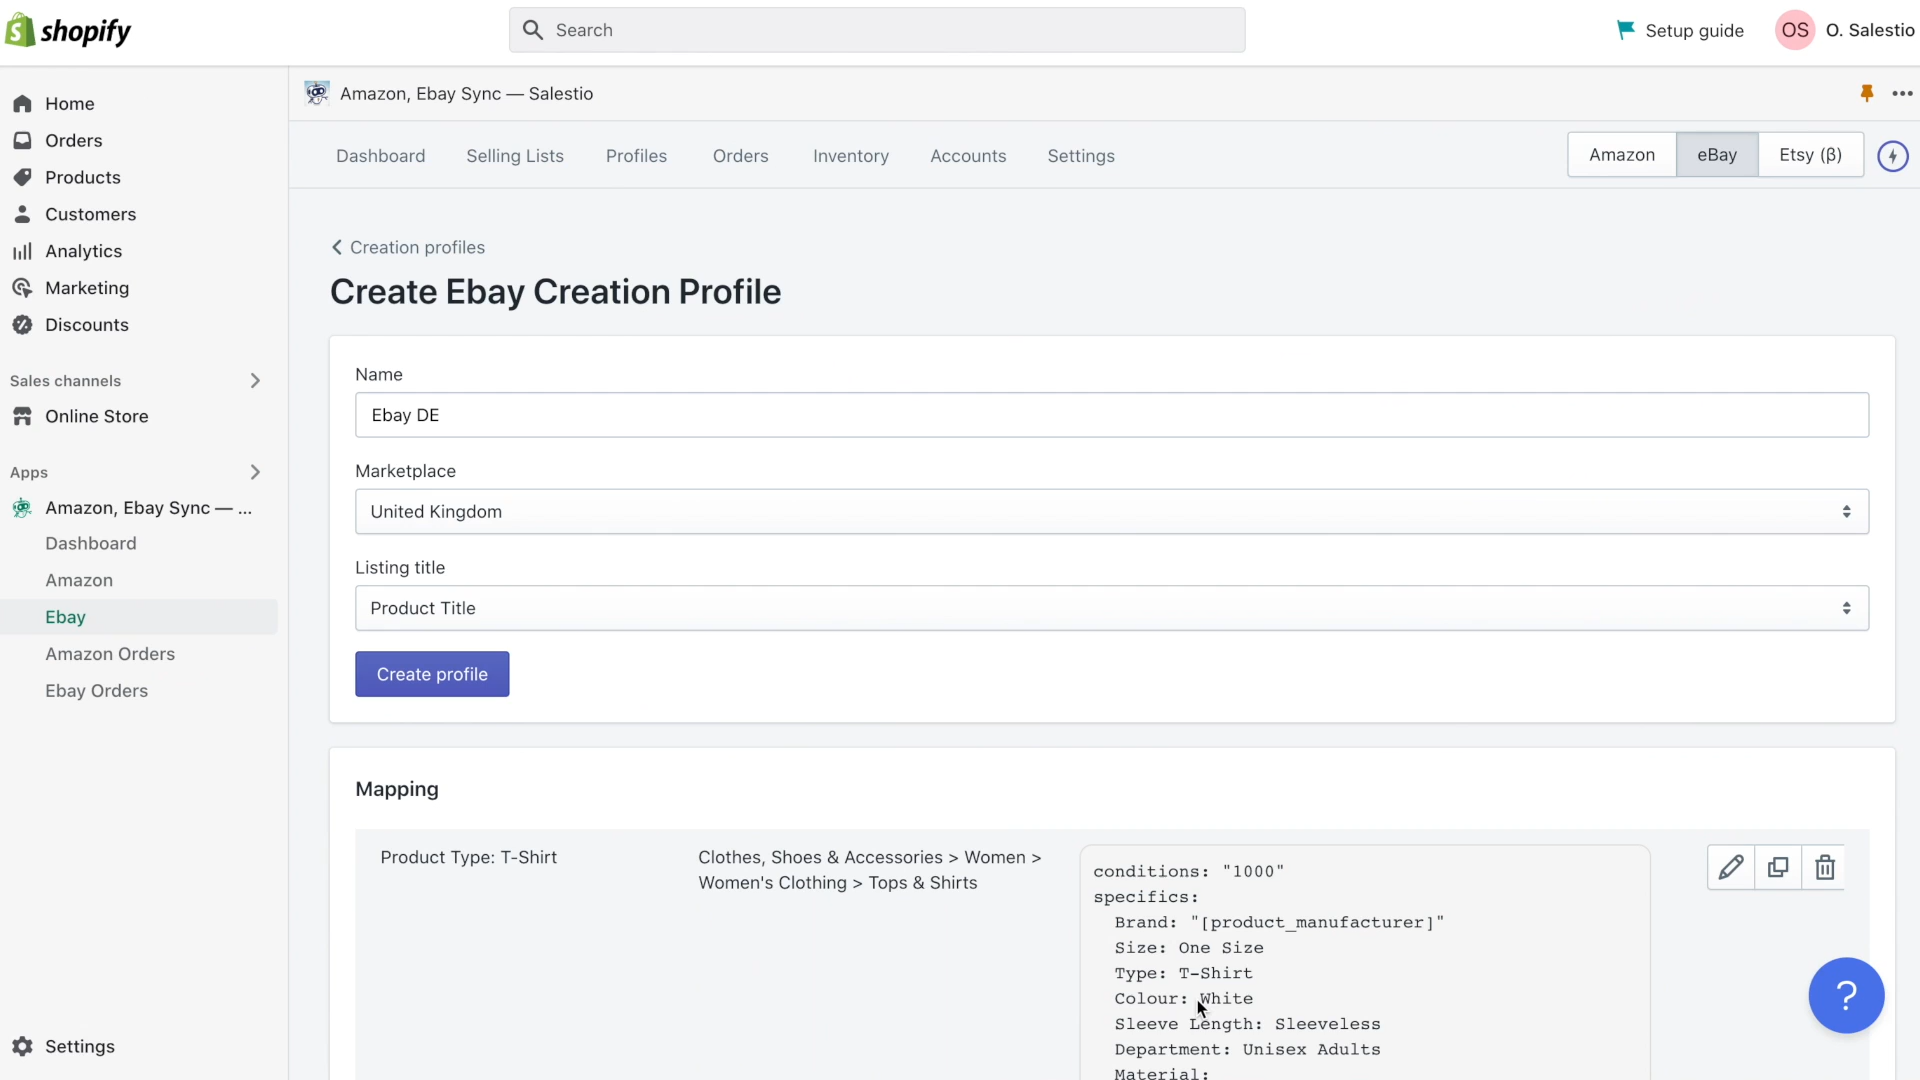 shopify
Search
Setup guide
OS
O. Salestio
Home
Orders
Products
Customers
Analytics
Marketing
Discounts
Sales channels
Online Store
Apps
Amazon, Ebay Sync — ...
Dashboard
Amazon
Ebay
Amazon Orders
Ebay Orders
Settings
Amazon, Ebay Sync — Salestio
Dashboard
Selling Lists
Profiles
Orders
Inventory
Accounts
Settings
Amazon
eBay
Etsy (β)
Creation profiles
Create Ebay Creation Profile
Name
Ebay DE
Marketplace
United Kingdom
Listing title
Product Title
Create profile
Mapping
Product Type: T-Shirt
Clothes, Shoes & Accessories > Women >
Women's Clothing > Tops & Shirts
conditions: "1000"
specifics:
Brand: "[product_manufacturer]"
Size: One Size
Type: T-Shirt
Colour: White
Sleeve Length: Sleeveless
Department: Unisex Adults
Material:
?